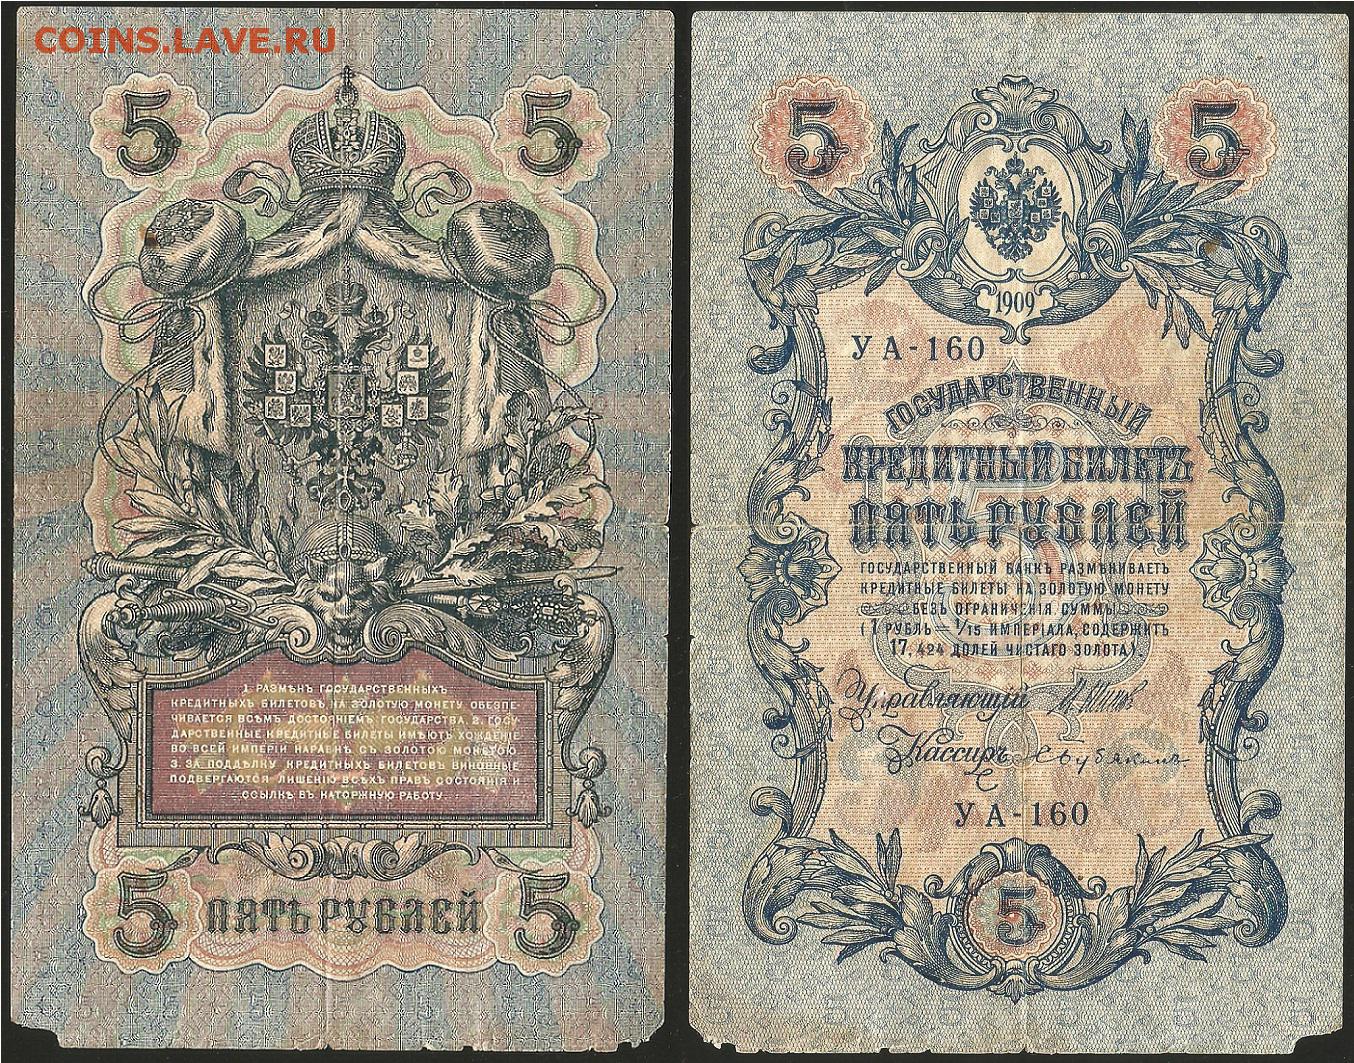 COINS.LAVE.RU
5 5
1. РАЗМѢНЪ ГОСУДАРСТВЕННЫХЪ
КРЕДИТНЫХЪ БИЛЕТОВЪ НА ЗОЛОТУЮ МОНЕТУ ОБЕЗПЕ-
ЧИВАЕТСЯ ВСѢМЪ ДОСТОЯНІЕМЪ ГОСУДАРСТВА. 2. ГОСУ-
ДАРСТВЕННЫЕ КРЕДИТНЫЕ БИЛЕТЫ ИМѢЮТЪ ХОЖДЕНІЕ
ВО ВСЕЙ ИМПЕРІИ НАРАВНѢ СЪ ЗОЛОТОЮ МОНЕТОЮ.
3. ЗА ПОДДѢЛКУ КРЕДИТНЫХЪ БИЛЕТОВЪ ВИНОВНЫЕ
ПОДВЕРГАЮТСЯ ЛИШЕНІЮ ВСѢХЪ ПРАВЪ СОСТОЯНІЯ И
ССЫЛКѢ ВЪ КАТОРЖНУЮ РАБОТУ.
5 ПЯТЬ РУБЛЕЙ 5
5 5
1909
УА-160
ГОСУДАРСТВЕННЫЙ
КРЕДИТНЫЙ БИЛЕТЪ
ПЯТЬ РУБЛЕЙ
ГОСУДАРСТВЕННЫЙ БАНКЪ РАЗМѢНИВАЕТЪ
КРЕДИТНЫЕ БИЛЕТЫ НА ЗОЛОТУЮ МОНЕТУ
БЕЗЪ ОГРАНИЧЕНІЯ СУММЫ
(1 РУБЛЬ = 1/15 ИМПЕРІАЛА, СОДЕРЖИТЪ
17,424 ДОЛЕЙ ЧИСТАГО ЗОЛОТА).
Управляющій И. Шиповъ
Кассиръ
УА-160
5